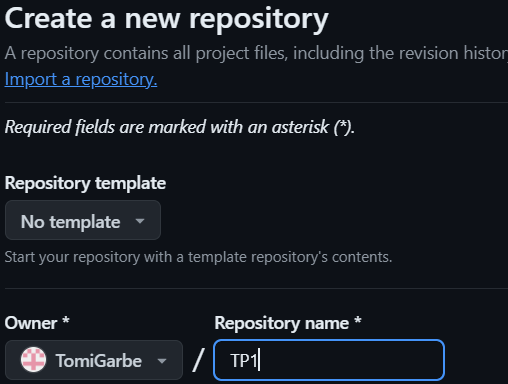 Create a new repository
A repository contains all project files, including the revision histor
Import a repository.
Required fields are marked with an asterisk (*).
Repository template
No template
Start your repository with a template repository's contents.
Owner * Repository name *
TomiGarbe / TP1